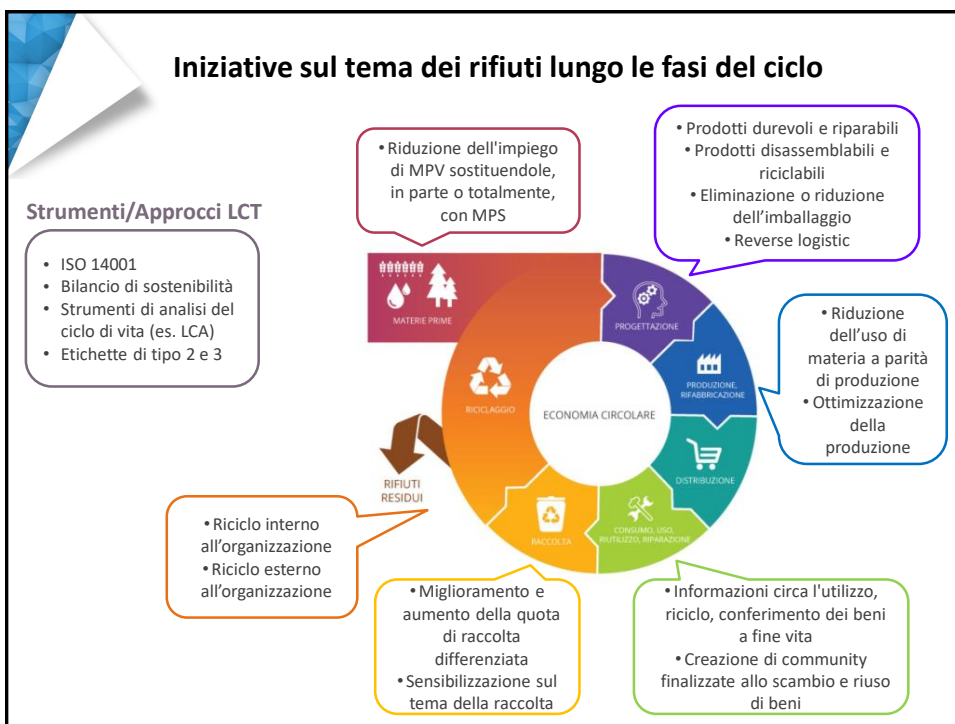 Iniziative sul tema dei rifiuti lungo le fasi del ciclo
• Riduzione dell'impiego
di MPV sostituendole,
in parte o totalmente,
con MPS
• Prodotti durevoli e riparabili
• Prodotti disassemblabili e
riciclabili
• Eliminazione o riduzione
dell’imballaggio
• Reverse logistic
Strumenti/Approcci LCT
• ISO 14001
• Bilancio di sostenibilità
• Strumenti di analisi del
ciclo di vita (es. LCA)
• Etichette di tipo 2 e 3
MATERIE PRIME
PROGETTAZIONE
• Riduzione
dell’uso di
materia a parità
di produzione
• Ottimizzazione
della
produzione
PRODUZIONE,
RIFABBRICAZIONE
RICICLAGGIO
ECONOMIA CIRCOLARE
DISTRIBUZIONE
RIFIUTI
RESIDUI
CONSUMO, USO,
RIUTILIZZO, RIPARAZIONE
RACCOLTA
• Riciclo interno
all’organizzazione
• Riciclo esterno
all’organizzazione
• Miglioramento e
aumento della quota
di raccolta
differenziata
• Sensibilizzazione sul
tema della raccolta
• Informazioni circa l'utilizzo,
riciclo, conferimento dei beni
a fine vita
• Creazione di community
finalizzate allo scambio e riuso
di beni